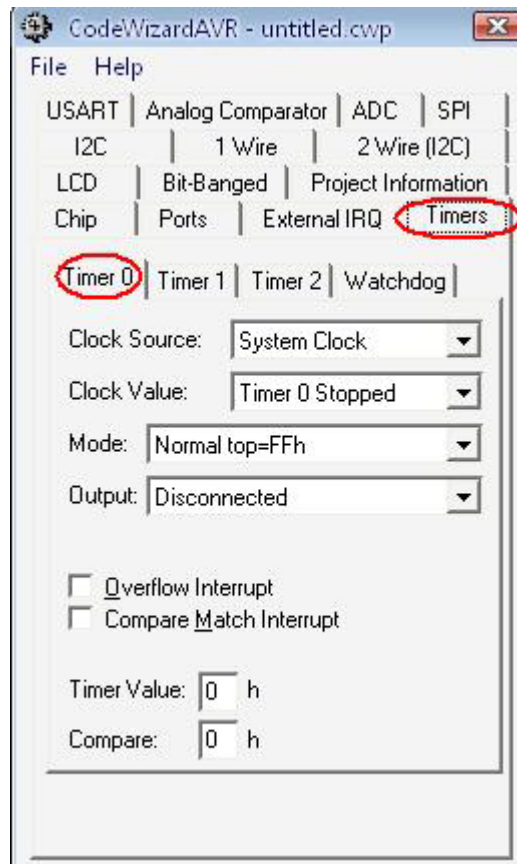 CodeWizardAVR - untitled.cwp
File Help
USART Analog Comparator ADC SPI
I2C 1 Wire 2 Wire (I2C)
LCD Bit-Banged Project Information
Chip Ports External IRQ Timers
Timer 0 Timer 1 Timer 2 Watchdog
Clock Source: System Clock
Clock Value: Timer 0 Stopped
Mode: Normal top=FFh
Output: Disconnected
Overflow Interrupt
Compare Match Interrupt
Timer Value: 0 h
Compare: 0 h